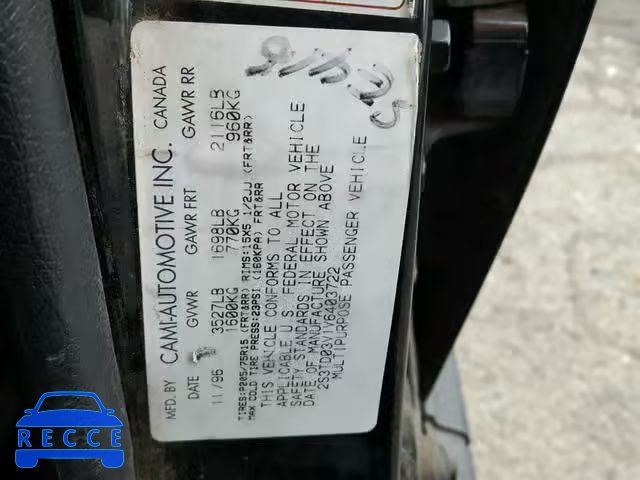 MFD. BY CAMI-AUTOMOTIVE INC. CANADA
DATE GVWR GAWR FRT GAWR RR
11/96 3527LB 1698LB 2116LB
1600KG 770KG 960KG
TIRES:P205/75R15 (FRT&RR) RIMS:15X5 1/2JJ (FRT&RR)
MAX COLD TIRE PRESS:23PSI (160KPA) FRT&RR
THIS VEHICLE CONFORMS TO ALL
APPLICABLE U S FEDERAL MOTOR VEHICLE
SAFETY STANDARDS IN EFFECT ON THE
DATE OF MANUFACTURE SHOWN ABOVE
2S3TD03V1V6403722
MULTIPURPOSE PASSENGER VEHICLE
RECCE